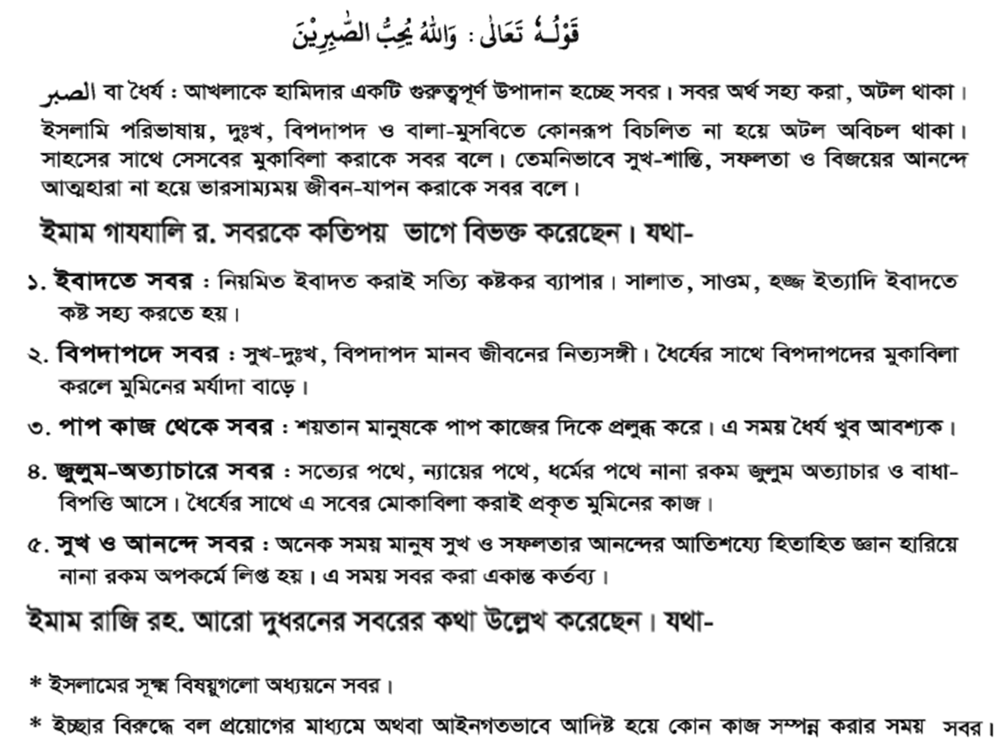 قَوْلُهٗ تَعَالٰى : وَاللهُ يُحِبُّ الصّٰبِرِيْنَ
الصبر বা ধৈর্য : আখলাকে হামিদার একটি গুরুত্বপূর্ণ উপাদান হচ্ছে সবর। সবর অর্থ সহ্য করা, অটল থাকা।
ইসলামি পরিভাষায়, দুঃখ, বিপদাপদ ও বালা-মুসবিতে কোনরূপ বিচলিত না হয়ে অটল অবিচল থাকা।
সাহসের সাথে সেসবের মুকাবিলা করাকে সবর বলে। তেমনিভাবে সুখ-শান্তি, সফলতা ও বিজয়ের আনন্দে
আত্মহারা না হয়ে ভারসাম্যময় জীবন-যাপন করাকে সবর বলে।
ইমাম গাযযালি র. সবরকে কতিপয় ভাগে বিভক্ত করেছেন। যথা-
১. ইবাদতে সবর : নিয়মিত ইবাদত করাই সত্যি কষ্টকর ব্যাপার। সালাত, সাওম, হজ্জ ইত্যাদি ইবাদতে
কষ্ট সহ্য করতে হয়।
২. বিপদাপদে সবর : সুখ-দুঃখ, বিপদাপদ মানব জীবনের নিত্যসঙ্গী। ধৈর্যের সাথে বিপদাপদের মুকাবিলা
করলে মুমিনের মর্যাদা বাড়ে।
৩. পাপ কাজ থেকে সবর : শয়তান মানুষকে পাপ কাজের দিকে প্রলুব্ধ করে। এ সময় ধৈর্য খুব আবশ্যক।
৪. জুলুম-অত্যাচারে সবর : সত্যের পথে, ন্যায়ের পথে, ধর্মের পথে নানা রকম জুলুম অত্যাচার ও বাধা-
বিপত্তি আসে। ধৈর্যের সাথে এ সবের মোকাবিলা করাই প্রকৃত মুমিনের কাজ।
৫. সুখ ও আনন্দে সবর : অনেক সময় মানুষ সুখ ও সফলতার আনন্দের আতিশয্যে হিতাহিত জ্ঞান হারিয়ে
নানা রকম অপকর্মে লিপ্ত হয়। এ সময় সবর করা একান্ত কর্তব্য।
ইমাম রাজি রহ. আরো দুধরনের সবরের কথা উল্লেখ করেছেন। যথা-
* ইসলামের সূক্ষ্ম বিষয়ুগলো অধ্যয়নে সবর।
* ইচ্ছার বিরুদ্ধে বল প্রয়োগের মাধ্যমে অথবা আইনগতভাবে আদিষ্ট হয়ে কোন কাজ সম্পন্ন করার সময় সবর।